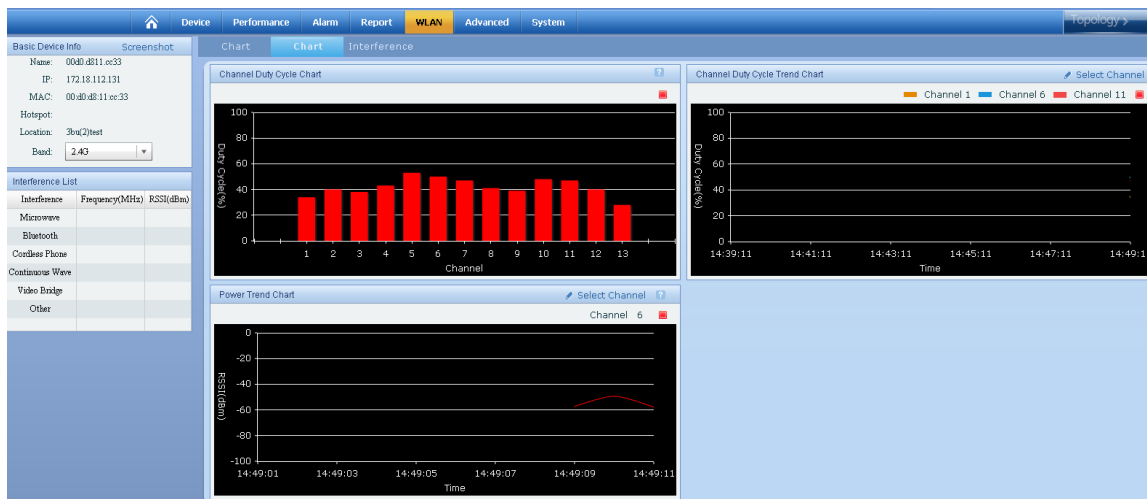 Device Performance Alarm Report WLAN Advanced System Topology >
Basic Device Info Screenshot
Name: 00d0.d811.cc33
IP: 172.18.112.131
MAC: 00:d0:d8:11:cc:33
Hotspot:
Location: 3bu(2)test
Band: 2.4G
Interference List
Interference Frequency(MHz) RSSI(dBm)
Microwave
Bluetooth
Cordless Phone
Continuous Wave
Video Bridge
Other
Chart Chart Interference
Channel Duty Cycle Chart ?
100
80
60
40
20
0
Duty Cycle(%)
1 2 3 4 5 6 7 8 9 10 11 12 13
Channel
Channel Duty Cycle Trend Chart Select Channel
Channel 1 Channel 6 Channel 11
100
80
60
40
20
0
Duty Cycle(%)
14:39:11 14:41:11 14:43:11 14:45:11 14:47:11 14:49:1
Time
Power Trend Chart Select Channel ?
Channel 6
0
-20
-40
-60
-80
-100
RSSI(dBm)
14:49:01 14:49:03 14:49:05 14:49:07 14:49:09 14:49:11
Time